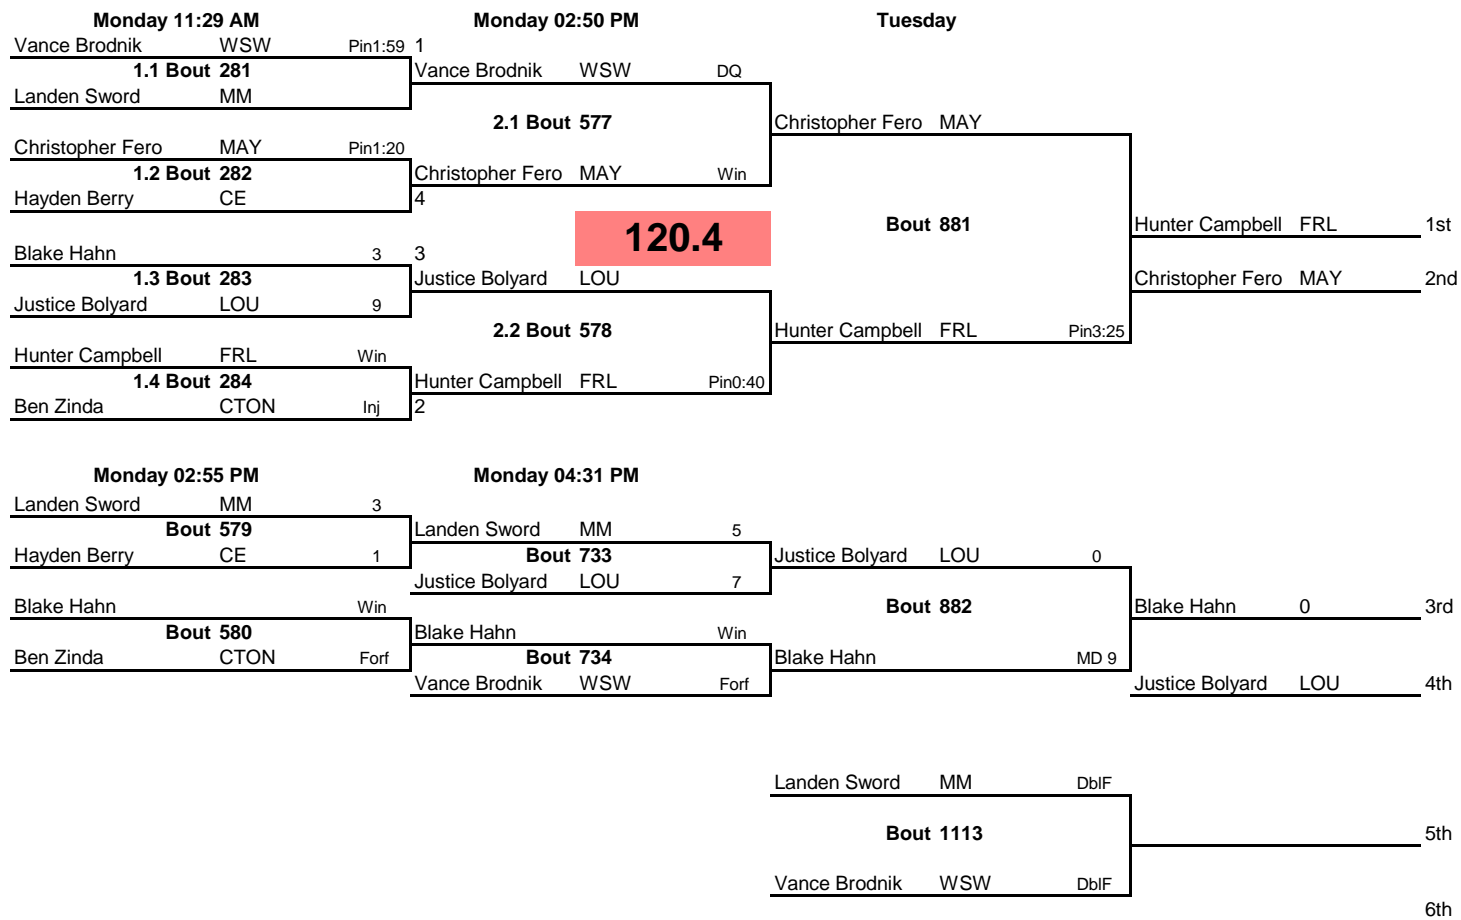 Monday 11:29 AM Monday 02:50 PM Tuesday
Vance Brodnik WSW Pin1:59 1
1.1 Bout 281 Vance Brodnik WSW DQ
Landen Sword MM
2.1 Bout 577 Christopher Fero MAY
Christopher Fero MAY Pin1:20
1.2 Bout 282 Christopher Fero MAY Win
Hayden Berry CE 4
120.4 Bout 881 Hunter Campbell FRL 1st
Blake Hahn 3 3
1.3 Bout 283 Justice Bolyard LOU Christopher Fero MAY 2nd
Justice Bolyard LOU 9
2.2 Bout 578 Hunter Campbell FRL Pin3:25
Hunter Campbell FRL Win
1.4 Bout 284 Hunter Campbell FRL Pin0:40
Ben Zinda CTON Inj 2
Monday 02:55 PM Monday 04:31 PM
Landen Sword MM 3
Bout 579 Landen Sword MM 5
Hayden Berry CE 1 Bout 733 Justice Bolyard LOU 0
Justice Bolyard LOU 7
Blake Hahn Win Bout 882 Blake Hahn 0 3rd
Bout 580 Blake Hahn Win
Ben Zinda CTON Forf Bout 734 Blake Hahn MD 9
Vance Brodnik WSW Forf Justice Bolyard LOU 4th
Landen Sword MM DblF
Bout 1113 5th
Vance Brodnik WSW DblF
6th